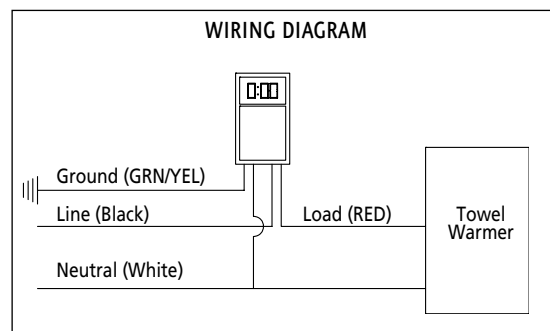 WIRING DIAGRAM
0:00
Ground (GRN/YEL)
Line (Black)
Load (RED)
Towel
Warmer
Neutral (White)